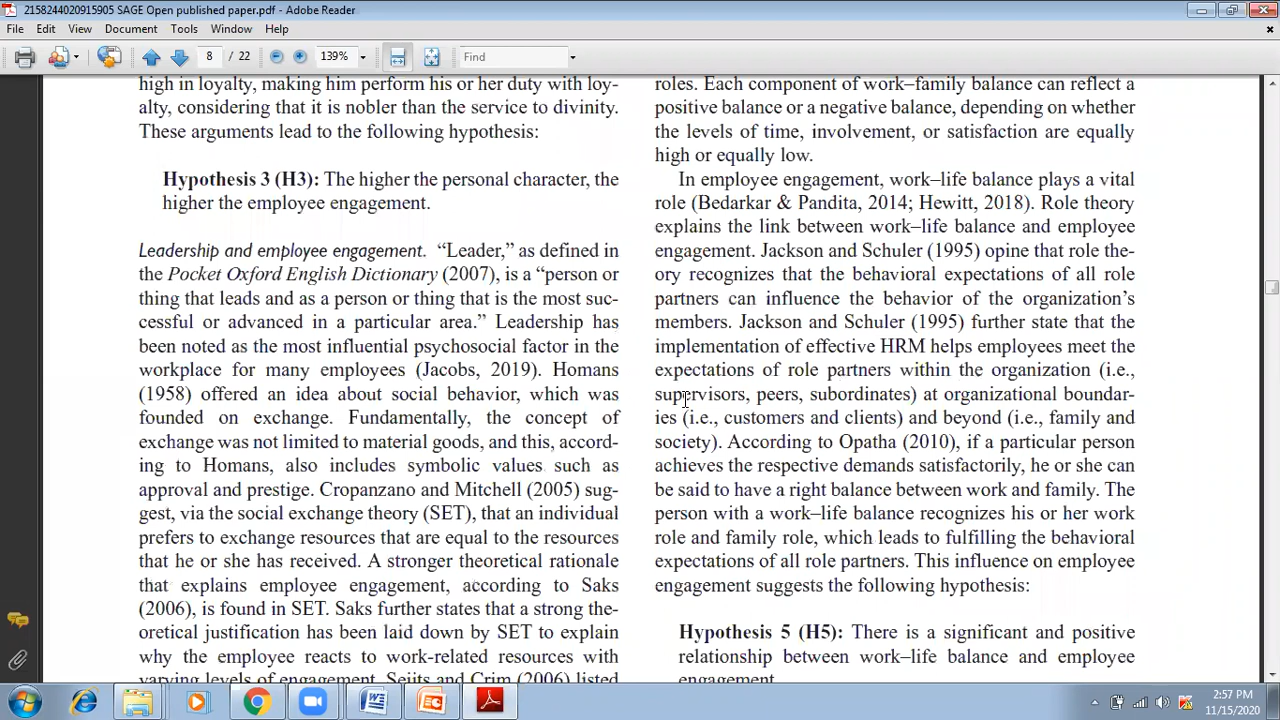 2158244020915905 SAGE Open published paper.pdf - Adobe Reader
File Edit View Document Tools Window Help
8 / 22 139% Find
high in loyalty, making him perform his or her duty with loy-
alty, considering that it is nobler than the service to divinity.
These arguments lead to the following hypothesis:
Hypothesis 3 (H3): The higher the personal character, the
higher the employee engagement.
Leadership and employee engagement. “Leader,” as defined in
the Pocket Oxford English Dictionary (2007), is a “person or
thing that leads and as a person or thing that is the most suc-
cessful or advanced in a particular area.” Leadership has
been noted as the most influential psychosocial factor in the
workplace for many employees (Jacobs, 2019). Homans
(1958) offered an idea about social behavior, which was
founded on exchange. Fundamentally, the concept of
exchange was not limited to material goods, and this, accord-
ing to Homans, also includes symbolic values such as
approval and prestige. Cropanzano and Mitchell (2005) sug-
gest, via the social exchange theory (SET), that an individual
prefers to exchange resources that are equal to the resources
that he or she has received. A stronger theoretical rationale
that explains employee engagement, according to Saks
(2006), is found in SET. Saks further states that a strong the-
oretical justification has been laid down by SET to explain
why the employee reacts to work-related resources with
varying levels of engagement. Seijts and Crim (2006) listed
roles. Each component of work–family balance can reflect a
positive balance or a negative balance, depending on whether
the levels of time, involvement, or satisfaction are equally
high or equally low.
In employee engagement, work–life balance plays a vital
role (Bedarkar & Pandita, 2014; Hewitt, 2018). Role theory
explains the link between work–life balance and employee
engagement. Jackson and Schuler (1995) opine that role the-
ory recognizes that the behavioral expectations of all role
partners can influence the behavior of the organization’s
members. Jackson and Schuler (1995) further state that the
implementation of effective HRM helps employees meet the
expectations of role partners within the organization (i.e.,
supervisors, peers, subordinates) at organizational boundar-
ies (i.e., customers and clients) and beyond (i.e., family and
society). According to Opatha (2010), if a particular person
achieves the respective demands satisfactorily, he or she can
be said to have a right balance between work and family. The
person with a work–life balance recognizes his or her work
role and family role, which leads to fulfilling the behavioral
expectations of all role partners. This influence on employee
engagement suggests the following hypothesis:
Hypothesis 5 (H5): There is a significant and positive
relationship between work–life balance and employee
engagement.
2:57 PM
11/15/2020